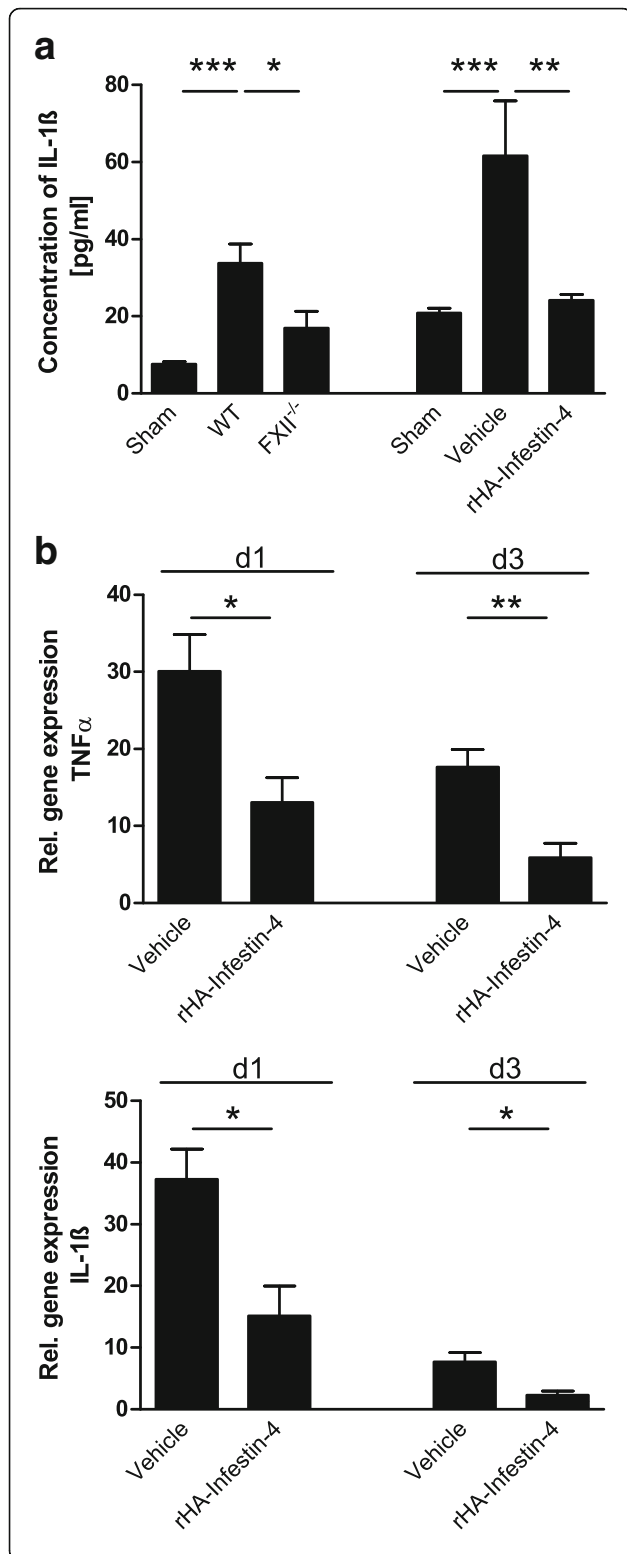 a
*** * *** **
Concentration of IL-1ß
[pg/ml]
80
60
40
20
0
Sham
WT
FXII-/-
Sham
Vehicle
rHA-Infestin-4
b
d1 d3
* **
Rel. gene expression
TNFα
40
30
20
10
0
Vehicle
rHA-Infestin-4
Vehicle
rHA-Infestin-4
d1 d3
* *
Rel. gene expression
IL-1ß
50
40
30
20
10
0
Vehicle
rHA-Infestin-4
Vehicle
rHA-Infestin-4